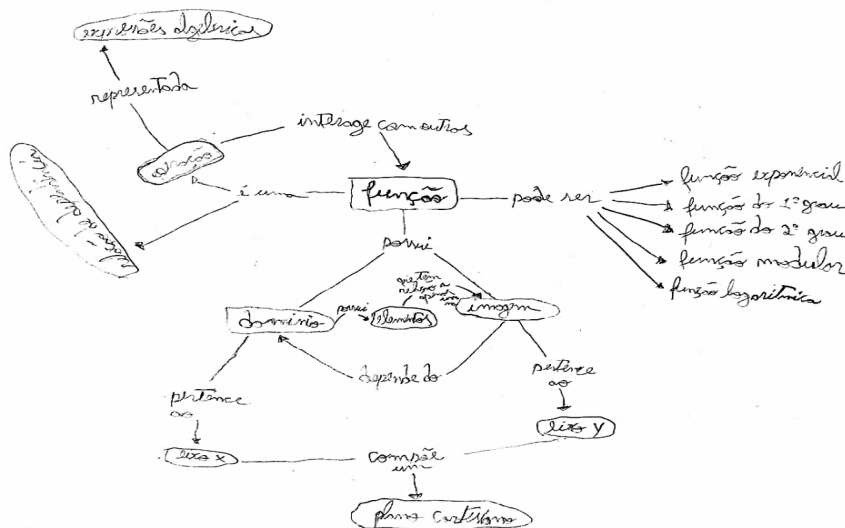 expressões algébricas
representada
interage com outros
é uma
função
pode ser
função exponencial
função do 1º grau
função do 2º grau
função modular
função logarítmica
possui
domínio
possui
elementos
que tem
relação a
imagem
depende do
pertence
ao
pertence
ao
eixo x
eixo y
compõe
um
plano cartesiano